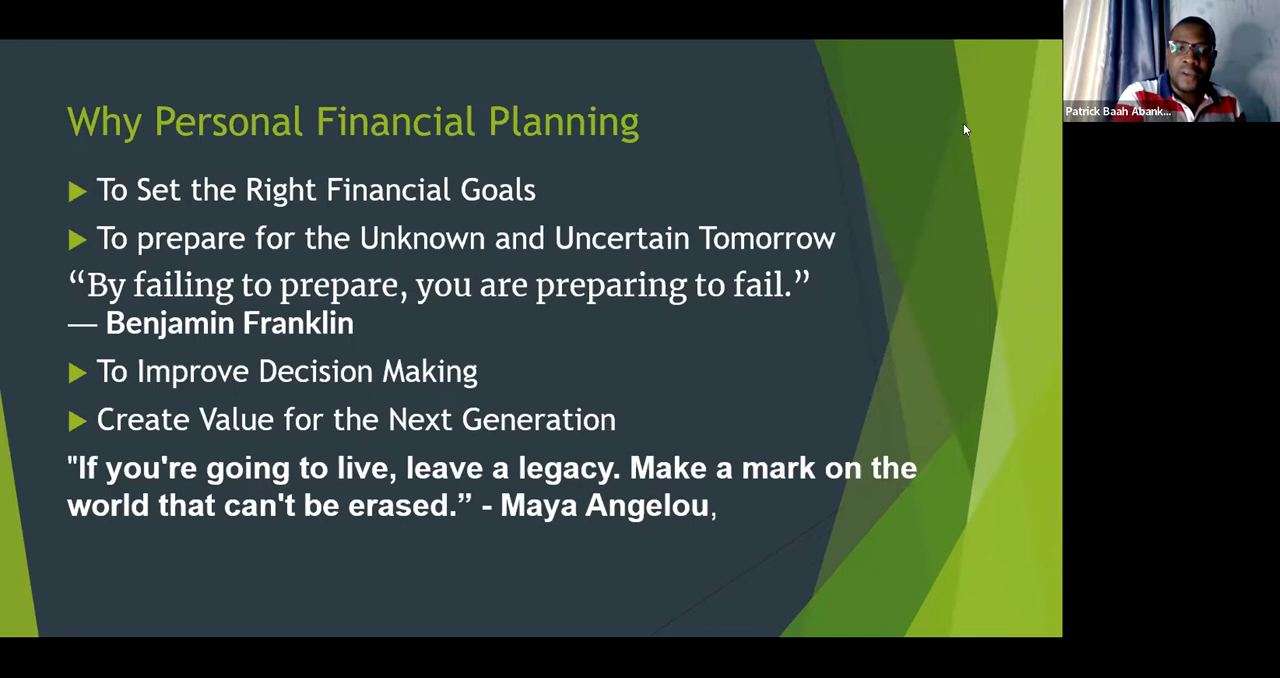 Why Personal Financial Planning
To Set the Right Financial Goals
To prepare for the Unknown and Uncertain Tomorrow
“By failing to prepare, you are preparing to fail.”
— Benjamin Franklin
To Improve Decision Making
Create Value for the Next Generation
"If you're going to live, leave a legacy. Make a mark on the
world that can't be erased.” - Maya Angelou,
Patrick Baah Abank...